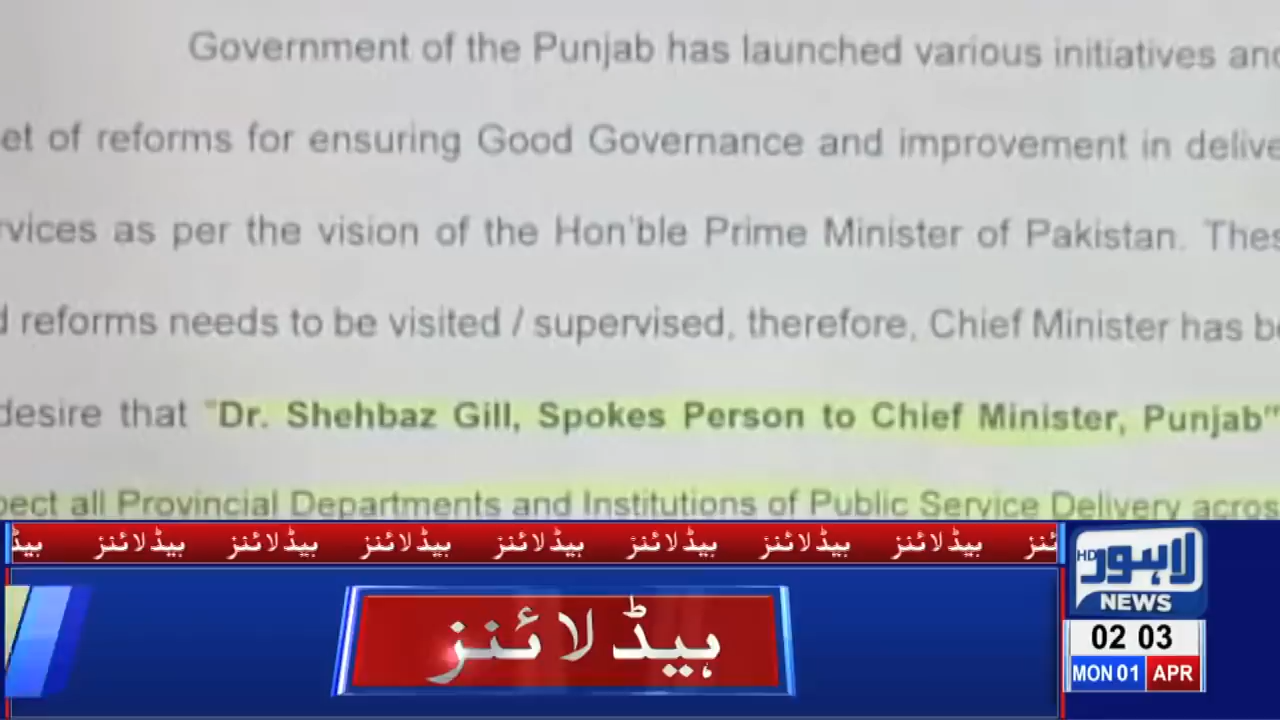 Government of the Punjab has launched various initiatives and
et of reforms for ensuring Good Governance and improvement in delive
rvices as per the vision of the Hon'ble Prime Minister of Pakistan. Thes
d reforms needs to be visited / supervised, therefore, Chief Minister has be
desire that "Dr. Shehbaz Gill, Spokes Person to Chief Minister, Punjab"
pect all Provincial Departments and Institutions of Public Service Delivery acros
ہیڈلائنز ہیڈلائنز ہیڈلائنز ہیڈلائنز ہیڈلائنز ہیڈلائنز ہیڈلائنز
ہیڈلائنز
HD لاہور
NEWS
02 03
MON 01 APR